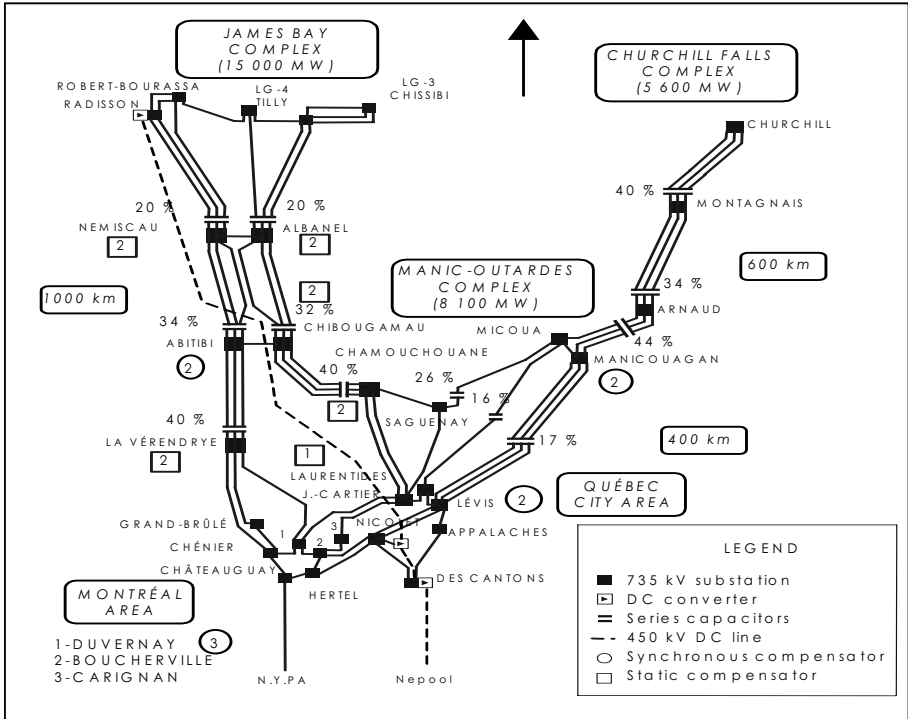 JAMES BAY
COMPLEX
(15 000 MW)
CHURCHILL FALLS
COMPLEX
(5 600 MW)
ROBERT-BOURASSA
RADISSON
LG-4
TILLY
LG-3
CHISSIBI
CHURCHILL
40 %
MONTAGNAIS
20 %
20 %
NEMISCAU
ALBANEL
2
2
MANIC-OUTARDES
COMPLEX
(8 100 MW)
600 km
2
1000 km
34 %
ARNAUD
32%
34 %
CHIBOUGAMAU
MICOUA
44 %
ABITIBI
CHAMOUCHOUANE
MANICOUAGAN
2
40 %
26 %
2
16 %
2
SAGUENAY
40 %
17 %
400 km
LA VÉRENDRYE
2
1
LAURENTIDES
J.-CARTIER
LÉVIS
2
QUÉBEC
CITY AREA
GRAND-BRÛLÉ
1
3
NICOLET
APPALACHES
CHÉNIER
2
CHÂTEAUGUAY
HERTEL
DES CANTONS
MONTRÉAL
AREA
1-DUVERNAY
3
2-BOUCHERVILLE
3-CARIGNAN
N.Y.PA
Nepool
LEGEND
735 kV substation
DC converter
Series capacitors
450 kV DC line
Synchronous compensator
Static compensator